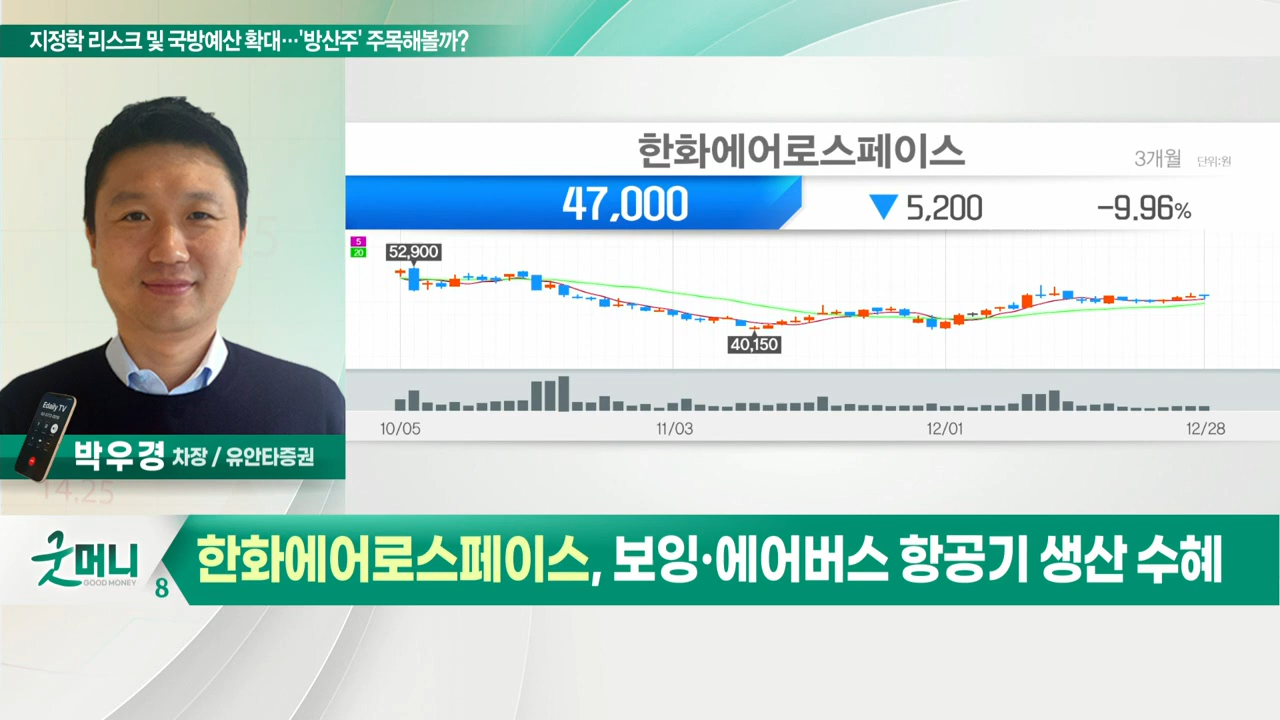 지정학 리스크 및 국방예산 확대…'방산주' 주목해볼까?
한화에어로스페이스
3개월 단위:원
47,000 ▼5,200 -9.96%
5
20
52,900
40,150
10/05 11/03 12/01 12/28
Edaily TV
박우경 차장 / 유안타증권
14.25
굿머니
GOOD MONEY
8
한화에어로스페이스, 보잉·에어버스 항공기 생산 수혜